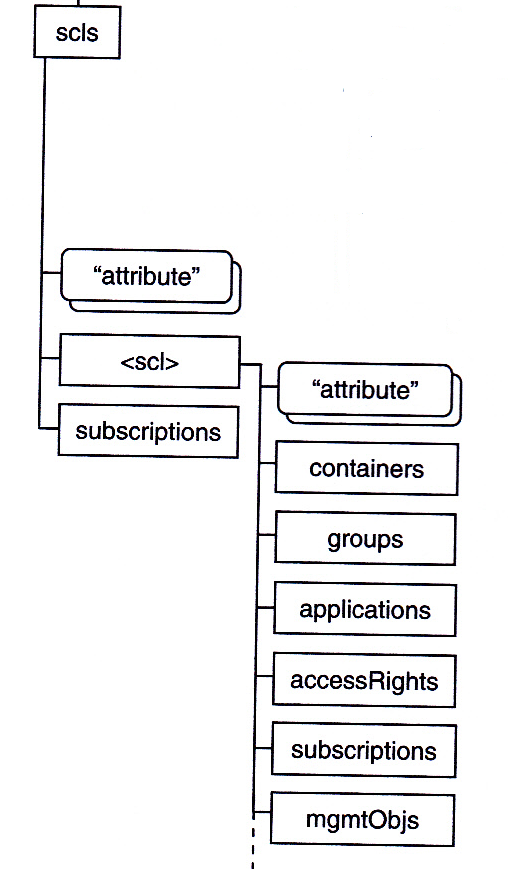 scls
“attribute”
<scl>
subscriptions
“attribute”
containers
groups
applications
accessRights
subscriptions
mgmtObjs